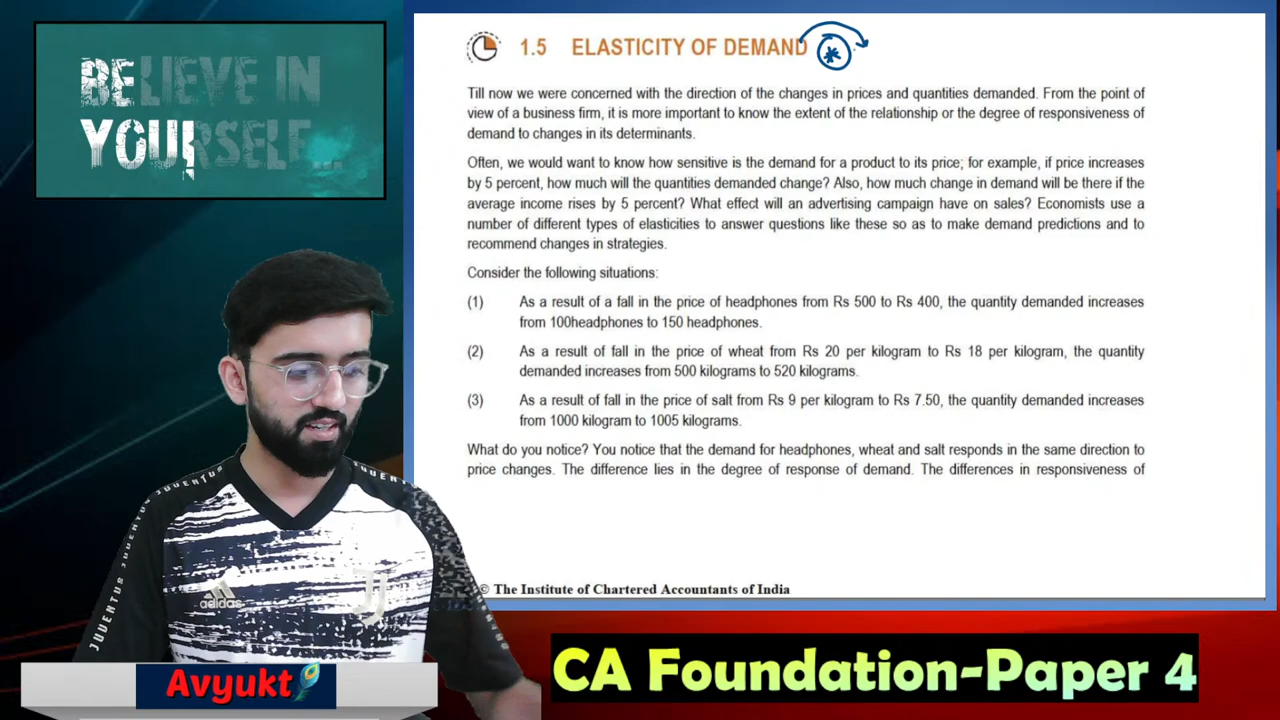 BELIEVE IN
YOURSELF...
1.5 ELASTICITY OF DEMAND
Till now we were concerned with the direction of the changes in prices and quantities demanded. From the point of
view of a business firm, it is more important to know the extent of the relationship or the degree of responsiveness of
demand to changes in its determinants.
Often, we would want to know how sensitive is the demand for a product to its price; for example, if price increases
by 5 percent, how much will the quantities demanded change? Also, how much change in demand will be there if the
average income rises by 5 percent? What effect will an advertising campaign have on sales? Economists use a
number of different types of elasticities to answer questions like these so as to make demand predictions and to
recommend changes in strategies.
Consider the following situations:
(1) As a result of a fall in the price of headphones from Rs 500 to Rs 400, the quantity demanded increases
from 100headphones to 150 headphones.
(2) As a result of fall in the price of wheat from Rs 20 per kilogram to Rs 18 per kilogram, the quantity
demanded increases from 500 kilograms to 520 kilograms.
(3) As a result of fall in the price of salt from Rs 9 per kilogram to Rs 7.50, the quantity demanded increases
from 1000 kilogram to 1005 kilograms.
What do you notice? You notice that the demand for headphones, wheat and salt responds in the same direction to
price changes. The difference lies in the degree of response of demand. The differences in responsiveness of
© The Institute of Chartered Accountants of India
JUVENTUS JUVENTUS JUVENTUS
JUVENTUS
adidas
Avyukt
CA Foundation-Paper 4